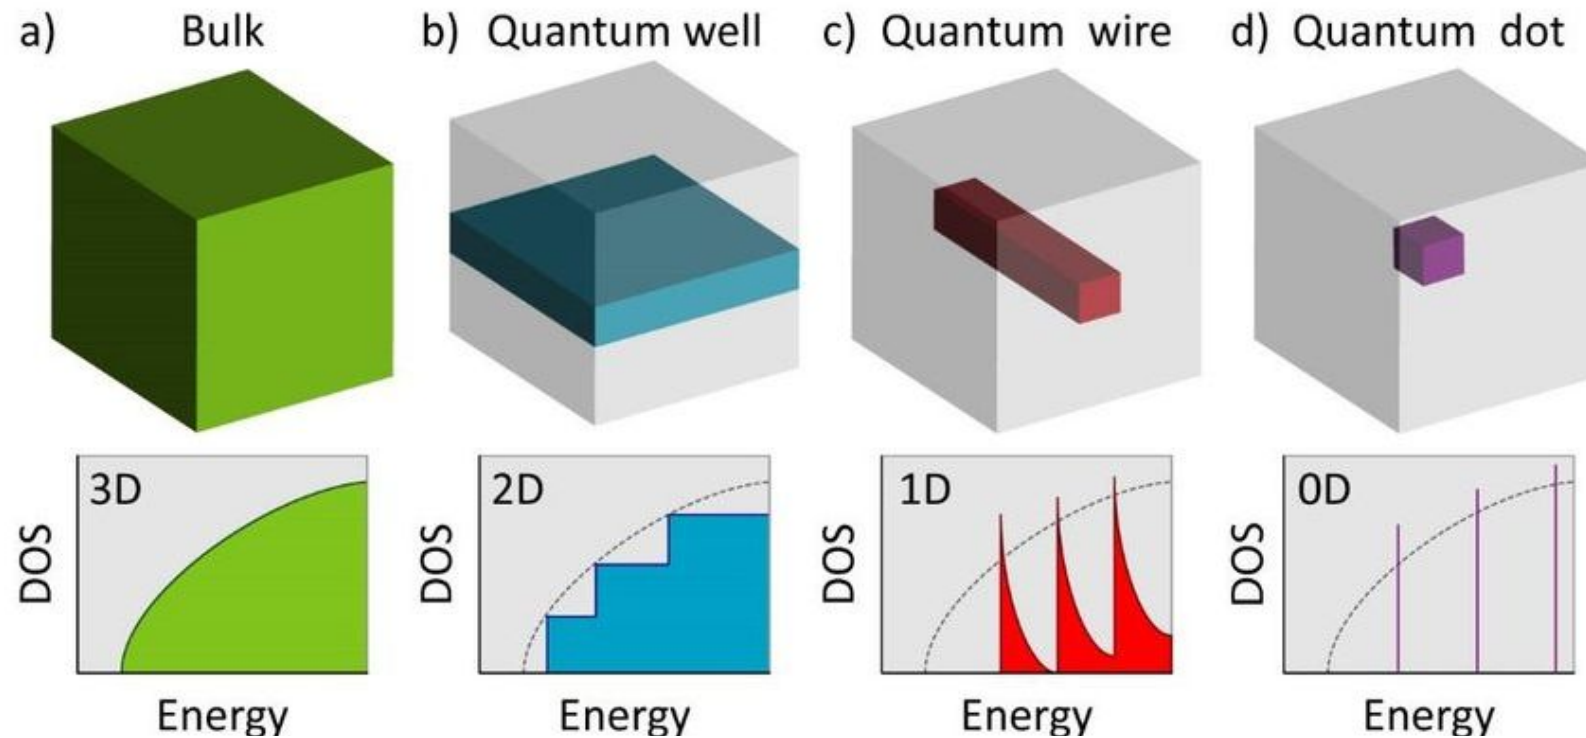 a) Bulk
b) Quantum well
c) Quantum wire
d) Quantum dot
3D
DOS
Energy
2D
DOS
Energy
1D
DOS
Energy
0D
DOS
Energy